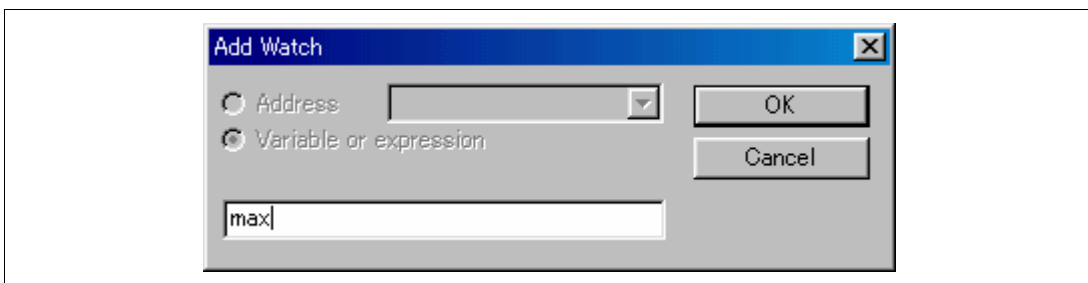 Add Watch
Address
OK
Variable or expression
Cancel
max